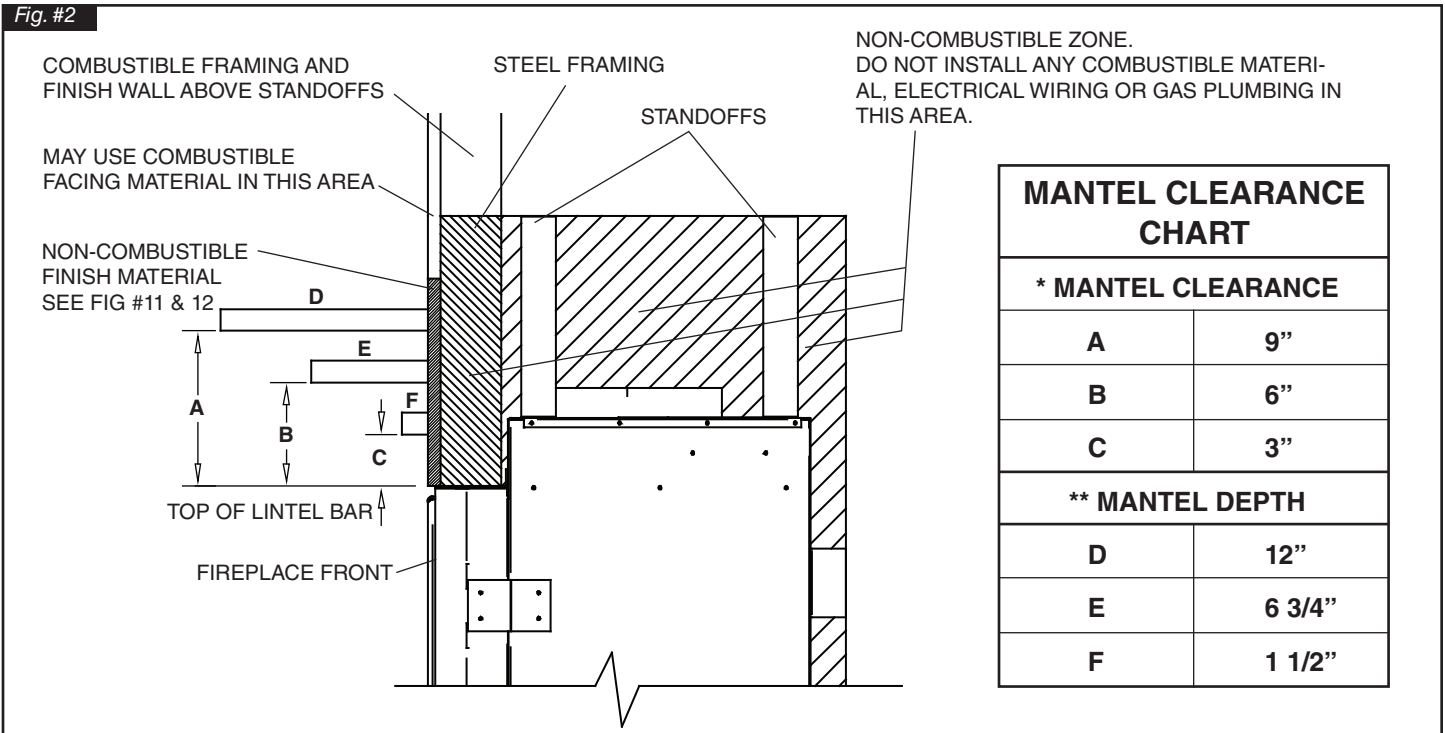 Fig. #2
COMBUSTIBLE FRAMING AND
FINISH WALL ABOVE STANDOFFS
STEEL FRAMING
STANDOFFS
NON-COMBUSTIBLE ZONE.
DO NOT INSTALL ANY COMBUSTIBLE MATERI-
AL, ELECTRICAL WIRING OR GAS PLUMBING IN
THIS AREA.
MAY USE COMBUSTIBLE
FACING MATERIAL IN THIS AREA
NON-COMBUSTIBLE
FINISH MATERIAL
SEE FIG #11 & 12
D
E
F
A
B
C
TOP OF LINTEL BAR
FIREPLACE FRONT
MANTEL CLEARANCE
CHART
* MANTEL CLEARANCE
A 9”
B 6”
C 3”
** MANTEL DEPTH
D 12”
E 6 3/4”
F 1 1/2”